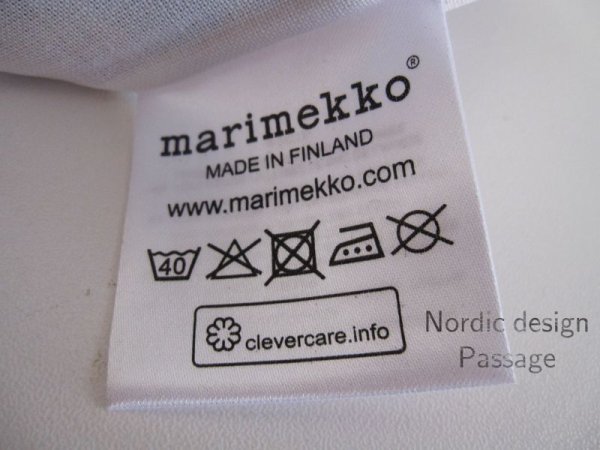 marimekko®
MADE IN FINLAND
www.marimekko.com
40
clevercare.info
Nordic design
Passage